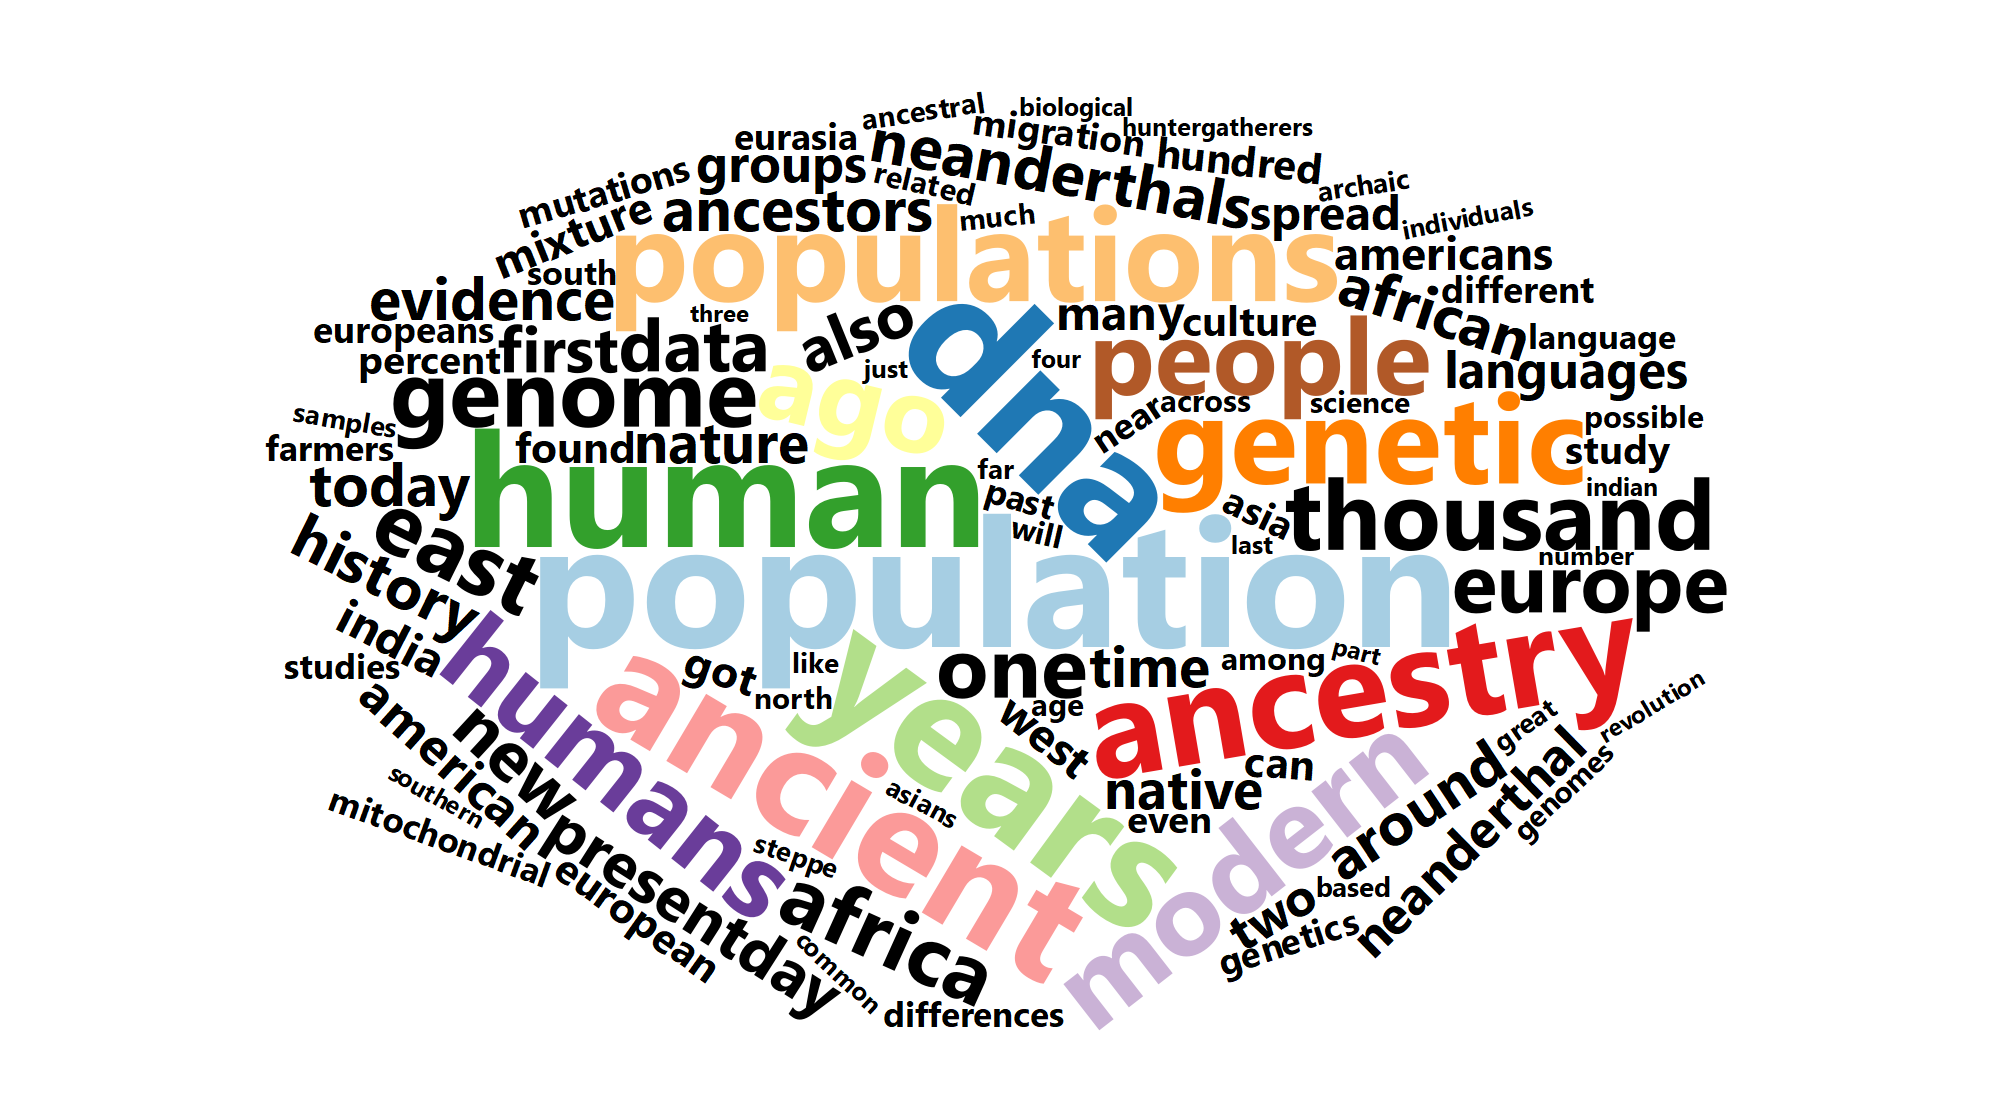 ancestral
biological
migration
huntergatherers
eurasia
neanderthals
hundred
groups
related
archaic
mutations
mixture
ancestors
much
spread
individuals
populations
south
americans
evidence
african
different
three
also
dna
many
culture
europeans
first
data
language
percent
just
four
people
languages
genome
ago
near
across
science
possible
samples
genetic
farmers
found
nature
study
human
far
today
past
asia
indian
thousand
east
will
last
number
history
population
europe
india
humans
years
ancestry
studies
got
like
one
time
among
part
north
ancient
american
new
west
age
great
revolution
southern
asians
can
modern
around
neanderthal
genomes
mitochondrial
native
even
presentday
steppe
european
africa
two
based
genetics
common
differences